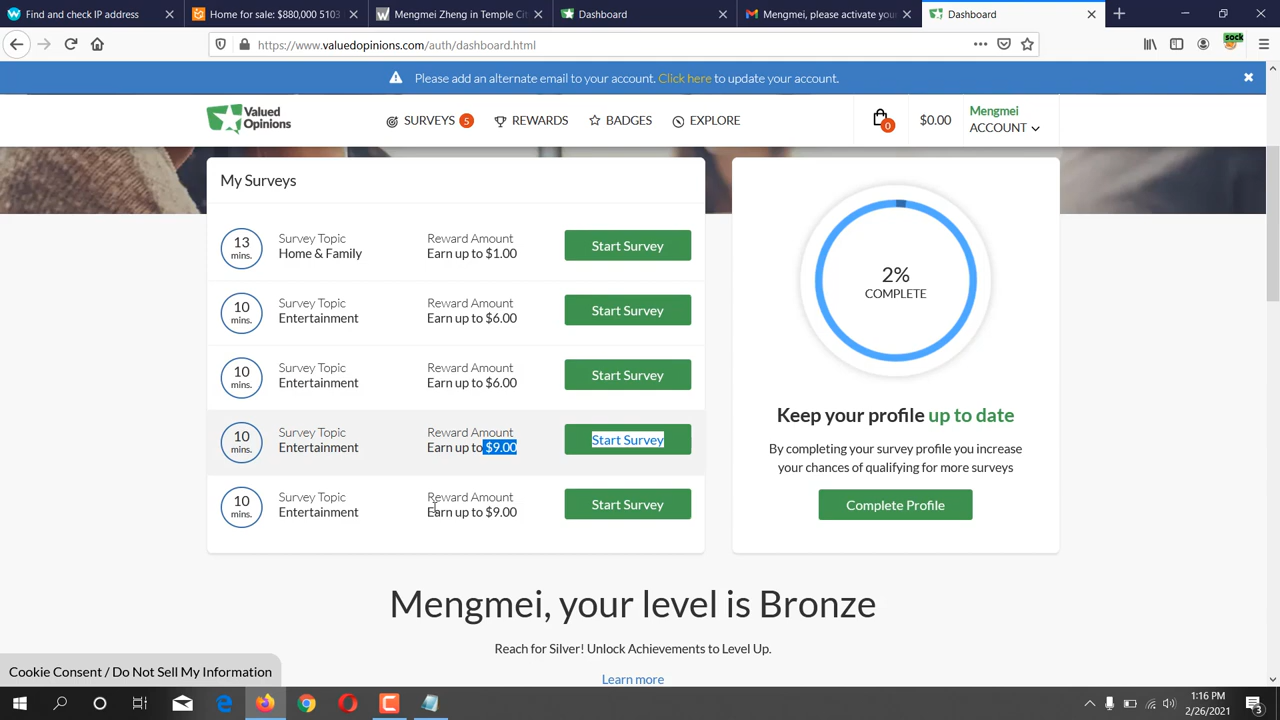 Find and check IP address
Home for sale: $880,000 5103
Mengmei Zheng in Temple Cit
Dashboard
Mengmei, please activate your
Dashboard
https://www.valuedopinions.com/auth/dashboard.html
sock
Please add an alternate email to your account. Click here to update your account.
Valued
Opinions
SURVEYS 5
REWARDS
BADGES
EXPLORE
0
$0.00
Mengmei
ACCOUNT
My Surveys
13
mins.
Survey Topic
Home & Family
Reward Amount
Earn up to $1.00
Start Survey
10
mins.
Survey Topic
Entertainment
Reward Amount
Earn up to $6.00
Start Survey
10
mins.
Survey Topic
Entertainment
Reward Amount
Earn up to $6.00
Start Survey
10
mins.
Survey Topic
Entertainment
Reward Amount
Earn up to $9.00
Start Survey
10
mins.
Survey Topic
Entertainment
Reward Amount
Earn up to $9.00
Start Survey
2%
COMPLETE
Keep your profile up to date
By completing your survey profile you increase
your chances of qualifying for more surveys
Complete Profile
Mengmei, your level is Bronze
Reach for Silver! Unlock Achievements to Level Up.
Learn more
Cookie Consent / Do Not Sell My Information
1:16 PM
2/26/2021
3